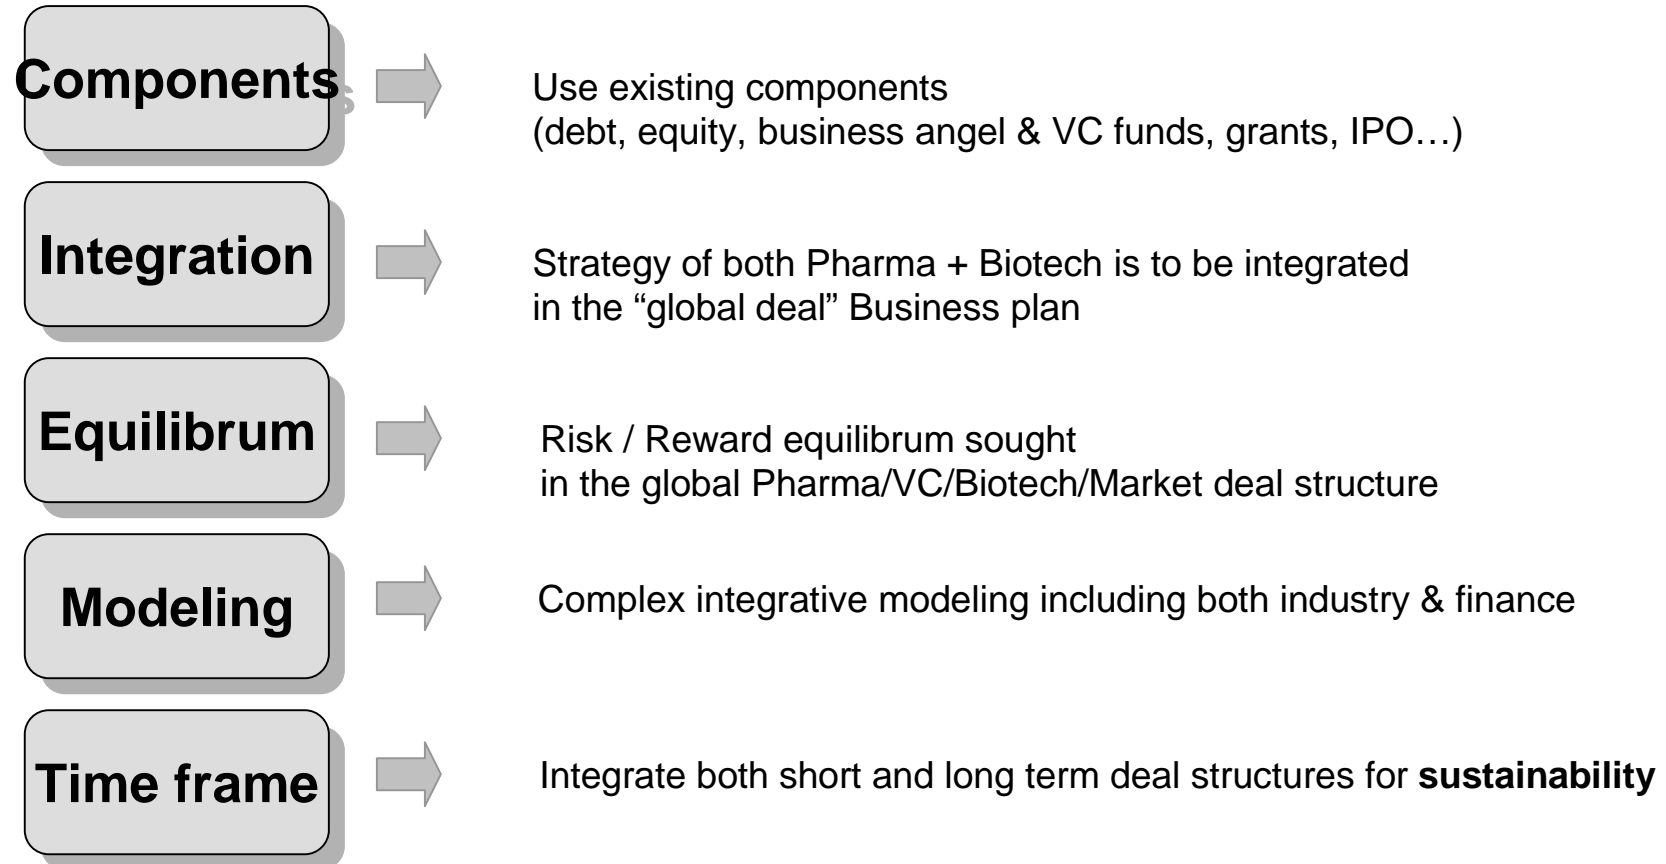 Components
Use existing components
(debt, equity, business angel & VC funds, grants, IPO…)
Integration
Strategy of both Pharma + Biotech is to be integrated
in the “global deal” Business plan
Equilibrum
Risk / Reward equilibrum sought
in the global Pharma/VC/Biotech/Market deal structure
Modeling
Complex integrative modeling including both industry & finance
Time frame
Integrate both short and long term deal structures for sustainability